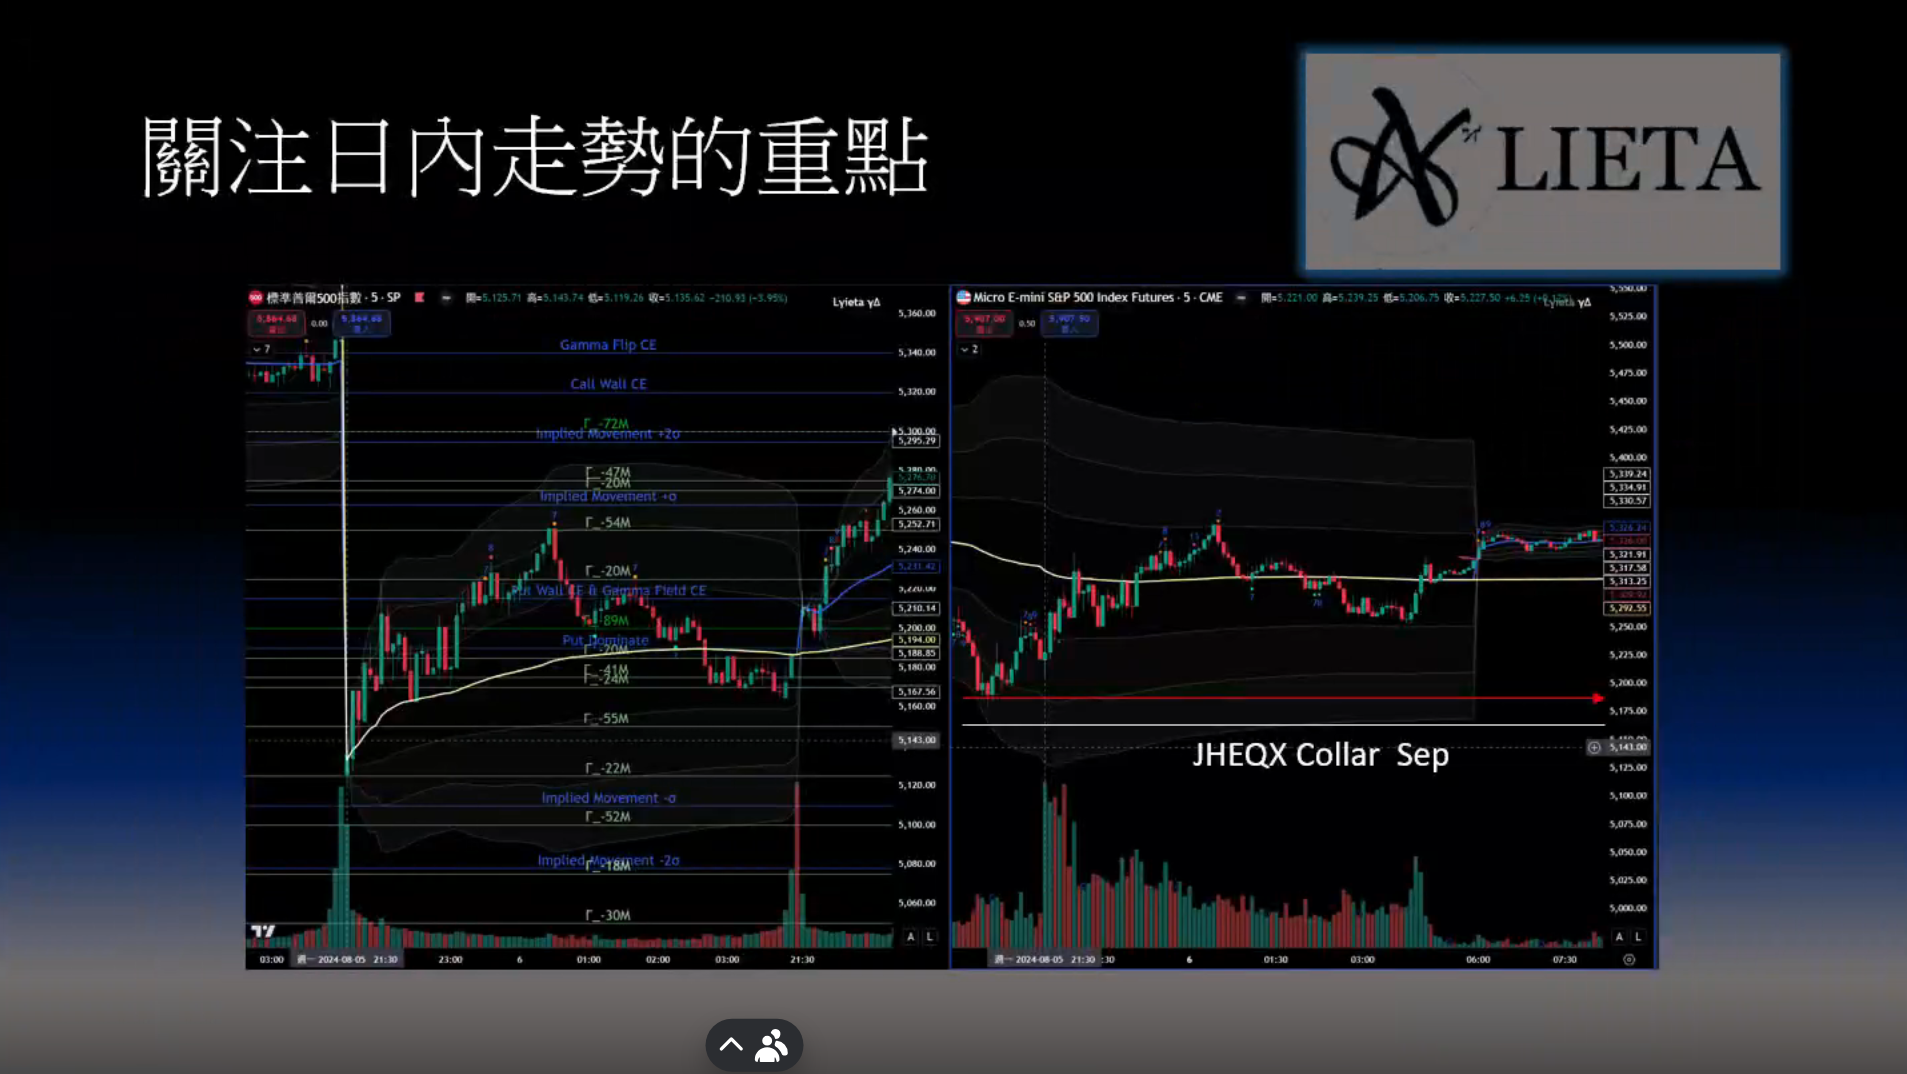 關注日內走勢的重點
LIETA
標準普爾500指數 · 5 · SP
開=5,125.71 高=5,143.74 低=5,119.26 收=5,135.62 −210.93 (−3.95%)
Lyieta γΔ
0.00
7
Gamma Flip CE
Call Wall CE
Γ_-72M
Implied Movement +2σ
Γ_-47M
Γ_-20M
Implied Movement +σ
Γ_-54M
Γ_-20M
Put Wall CE & Gamma Field CE
Γ_-89M
Put Dominate
Γ_-20M
Γ_-41M
Γ_-24M
Γ_-55M
Γ_-22M
Implied Movement -σ
Γ_-52M
Implied Movement -2σ
Γ_-18M
Γ_-30M
5,360.00
5,340.00
5,320.00
5,300.00
5,295.29
5,280.00
5,276.70
5,274.00
5,260.00
5,252.71
5,240.00
5,231.42
5,220.00
5,210.14
5,200.00
5,194.00
5,188.85
5,180.00
5,167.56
5,160.00
5,143.00
5,120.00
5,100.00
5,080.00
5,060.00
A L
03:00 週一 2024-08-05 21:30 23:00 6 01:00 02:00 03:00 21:30
Micro E-mini S&P 500 Index Futures · 5 · CME
開=5,221.00 高=5,239.25 低=5,206.75 收=5,227.50 +6.25
Lyieta γΔ
0.50
2
JHEQX Collar Sep
5,550.00
5,525.00
5,500.00
5,475.00
5,450.00
5,425.00
5,400.00
5,339.24
5,334.91
5,330.57
5,326.24
5,321.91
5,317.58
5,313.25
5,292.55
5,250.00
5,225.00
5,200.00
5,175.00
5,143.00
5,125.00
5,100.00
5,075.00
5,050.00
5,025.00
5,000.00
A L
週一 2024-08-05 21:30 :30 6 01:30 03:00 06:00 07:30